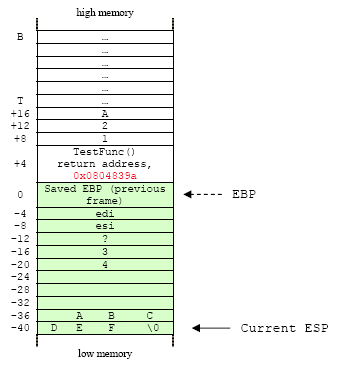 high memory
B …
…
…
…
…
T …
+16 A
+12 2
+8 1
TestFunc()
+4 return address,
0x0804839a
0 Saved EBP (previous frame) EBP
-4 edi
-8 esi
-12 ?
-16 3
-20 4
-24
-28
-32
-36 A B C
-40 D E F \0 Current ESP
low memory